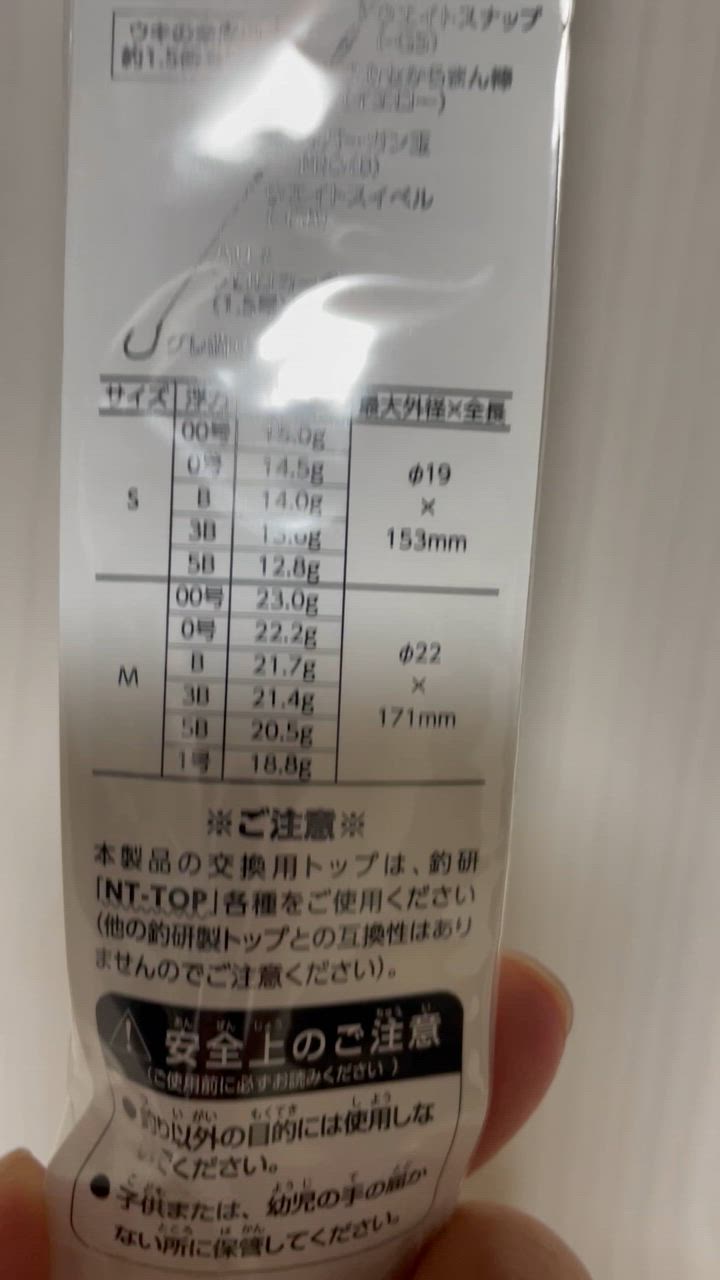 ウキの
約1.5
ウエイトスナップ
からまん棒
ガン玉
ウエイトスイベル
(1.5号
サイズ 浮力 最大外径×全長
S
00号 15.0g
0号 14.5g
B 14.0g
3B
5B 12.8g
φ19
×
153mm
M
00号 23.0g
0号 22.2g
B 21.7g
3B 21.4g
5B 20.5g
1号 18.8g
φ22
×
171mm
※ご注意※
本製品の交換用トップは、釣研
「NT-TOP」各種をご使用ください
(他の釣研製トップとの互換性はあり
ませんのでご注意ください)。
安全上のご注意
(ご使用前に必ずお読みください)
●釣り以外の目的には使用しな
いでください。
●子供または、幼児の手の届か
ない所に保管してください。